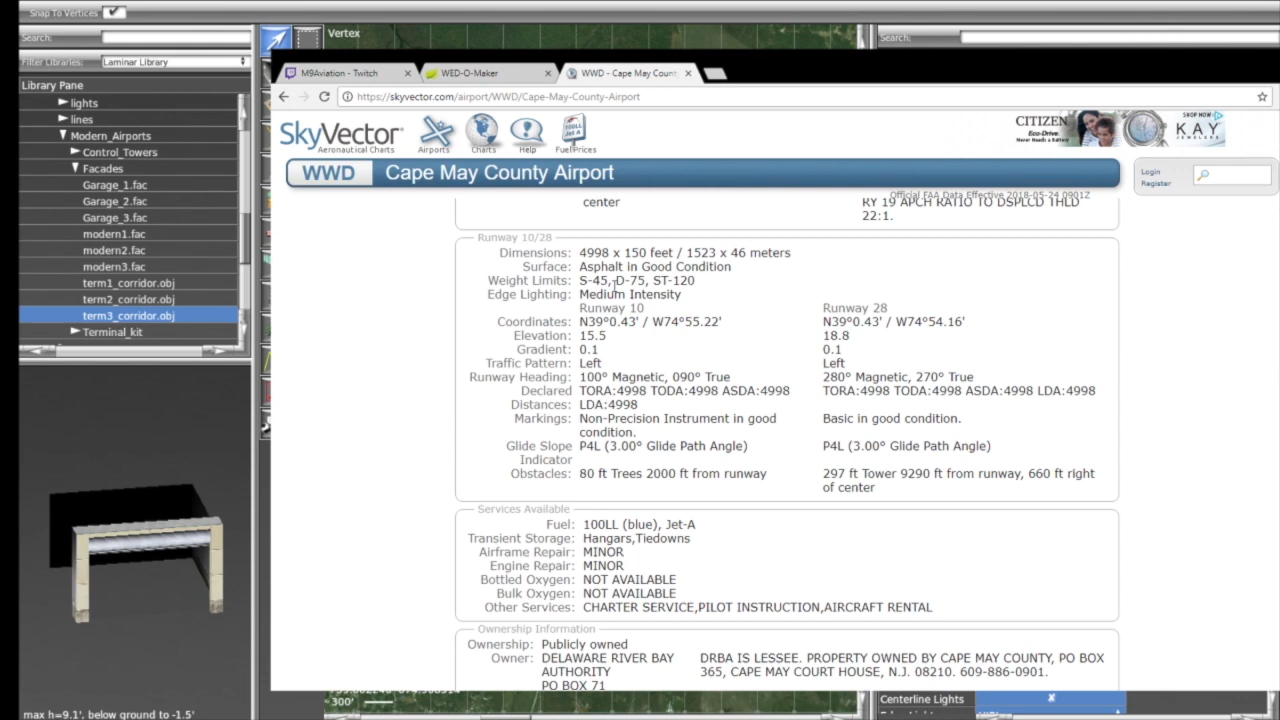 Snap To Vertices
Search:
Filter Libraries: Laminar Library
Library Pane
lights
lines
Modern_Airports
Control_Towers
Facades
Garage_1.fac
Garage_2.fac
Garage_3.fac
modern1.fac
modern2.fac
modern3.fac
term1_corridor.obj
term2_corridor.obj
term3_corridor.obj
Terminal_kit
max h=9.1', below ground to -1.5'
Vertex
Search:
M9Aviation - Twitch
WED-O-Maker
WWD - Cape May Count
https://skyvector.com/airport/WWD/Cape-May-County-Airport
SkyVector
Aeronautical Charts
Airports
Charts
Help
100LL Jet A
FuelPrices
CITIZEN
Eco-Drive
Never Needs a Battery
SHOP NOW
KAY
JEWELERS
WWD Cape May County Airport
Login
Register
Official FAA Data Effective 2018-05-24 0901Z
center
RY 19 APCH RATIO TO DSPLCD THLD
22:1.
Runway 10/28
Dimensions: 4998 x 150 feet / 1523 x 46 meters
Surface: Asphalt in Good Condition
Weight Limits: S-45, D-75, ST-120
Edge Lighting: Medium Intensity
Runway 10 Runway 28
Coordinates: N39°0.43' / W74°55.22' N39°0.43' / W74°54.16'
Elevation: 15.5 18.8
Gradient: 0.1 0.1
Traffic Pattern: Left Left
Runway Heading: 100° Magnetic, 090° True 280° Magnetic, 270° True
Declared TORA:4998 TODA:4998 ASDA:4998 TORA:4998 TODA:4998 ASDA:4998 LDA:4998
Distances: LDA:4998
Markings: Non-Precision Instrument in good Basic in good condition.
condition.
Glide Slope P4L (3.00° Glide Path Angle) P4L (3.00° Glide Path Angle)
Indicator
Obstacles: 80 ft Trees 2000 ft from runway 297 ft Tower 9290 ft from runway, 660 ft right
of center
Services Available
Fuel: 100LL (blue), Jet-A
Transient Storage: Hangars,Tiedowns
Airframe Repair: MINOR
Engine Repair: MINOR
Bottled Oxygen: NOT AVAILABLE
Bulk Oxygen: NOT AVAILABLE
Other Services: CHARTER SERVICE,PILOT INSTRUCTION,AIRCRAFT RENTAL
Ownership Information
Ownership: Publicly owned
Owner: DELAWARE RIVER BAY DRBA IS LESSEE. PROPERTY OWNED BY CAPE MAY COUNTY, PO BOX
AUTHORITY 365, CAPE MAY COURT HOUSE, N.J. 08210. 609-886-0901.
PO BOX 71
300'
Centerline Lights